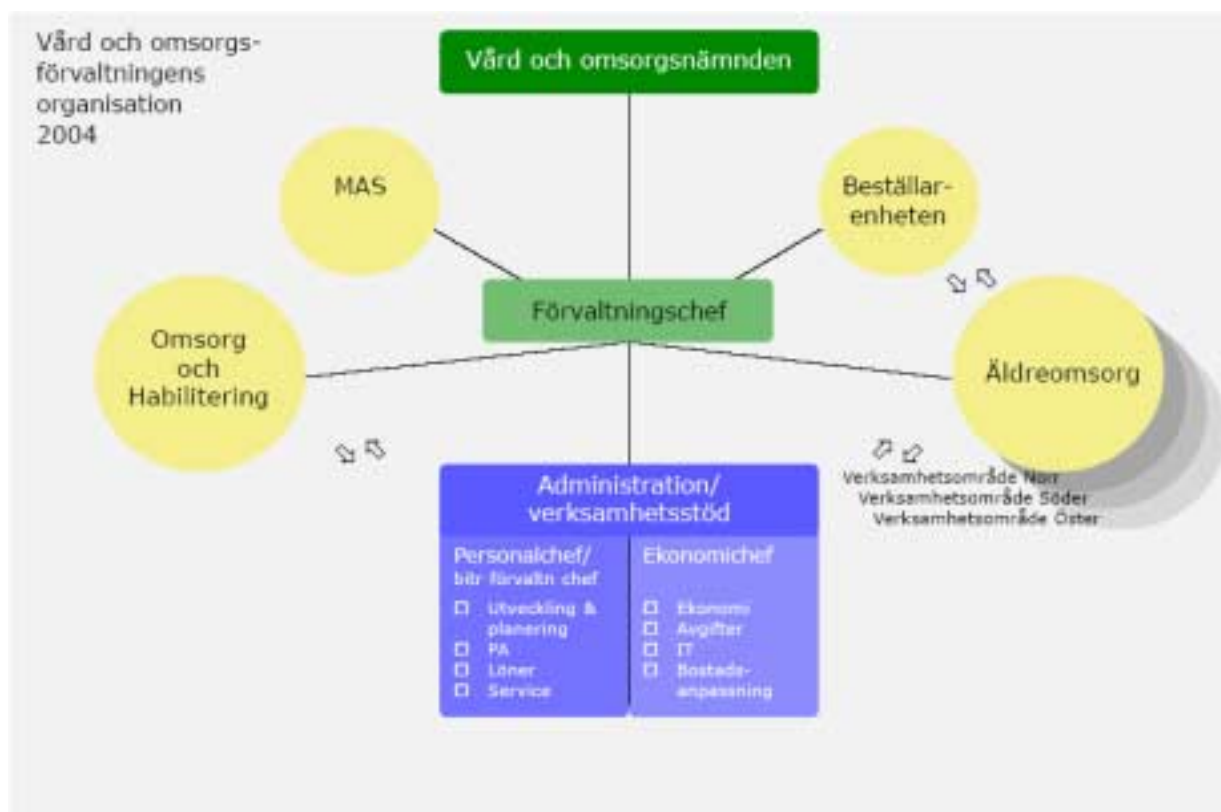 Vård och omsorgs-
förvaltningens
organisation
2004
Vård och omsorgsnämnden
MAS
Beställar-
enheten
Förvaltningschef
Omsorg
och
Habilitering
Äldreomsorg
Verksamhetsområde Norr
Verksamhetsområde Söder
Verksamhetsområde Öster
Administration/
verksamhetsstöd
Personalchef/
bitr förvaltn chef
Utveckling &
planering
PA
Löner
Service
Ekonomichef
Ekonomi
Avgifter
IT
Bostads-
anpassning